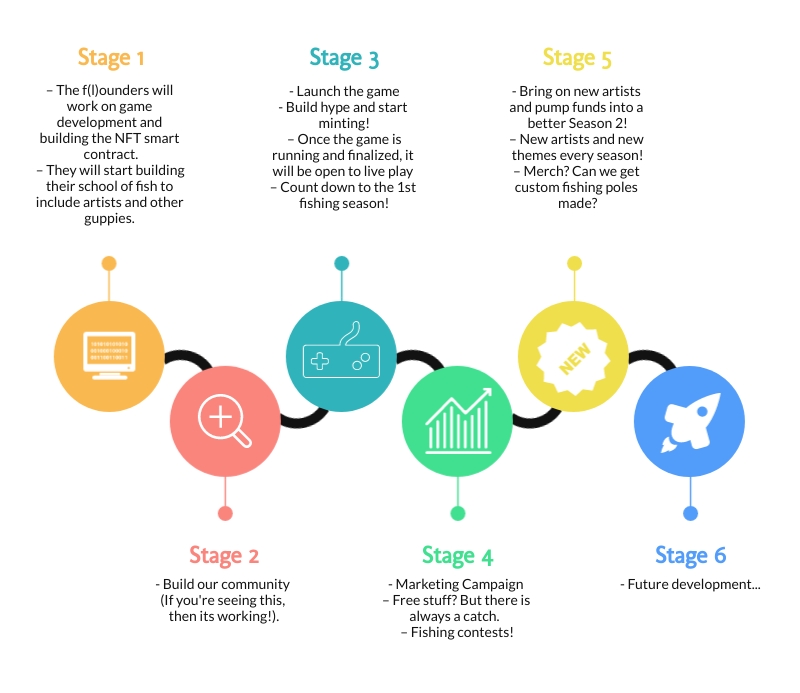 Stage 1
– The f(l)ounders will
work on game
development and
building the NFT smart
contract.
– They will start building
their school of fish to
include artists and other
guppies.
Stage 3
- Launch the game
- Build hype and start
minting!
– Once the game is
running and finalized, it
will be open to live play
– Count down to the 1st
fishing season!
Stage 5
- Bring on new artists
and pump funds into a
better Season 2!
– New artists and new
themes every season!
– Merch? Can we get
custom fishing poles
made?
101010101010
001100110010
001100110011
NEW
Stage 2
- Build our community
(If you're seeing this,
then its working!).
Stage 4
- Marketing Campaign
– Free stuff? But there is
always a catch.
– Fishing contests!
Stage 6
- Future development...